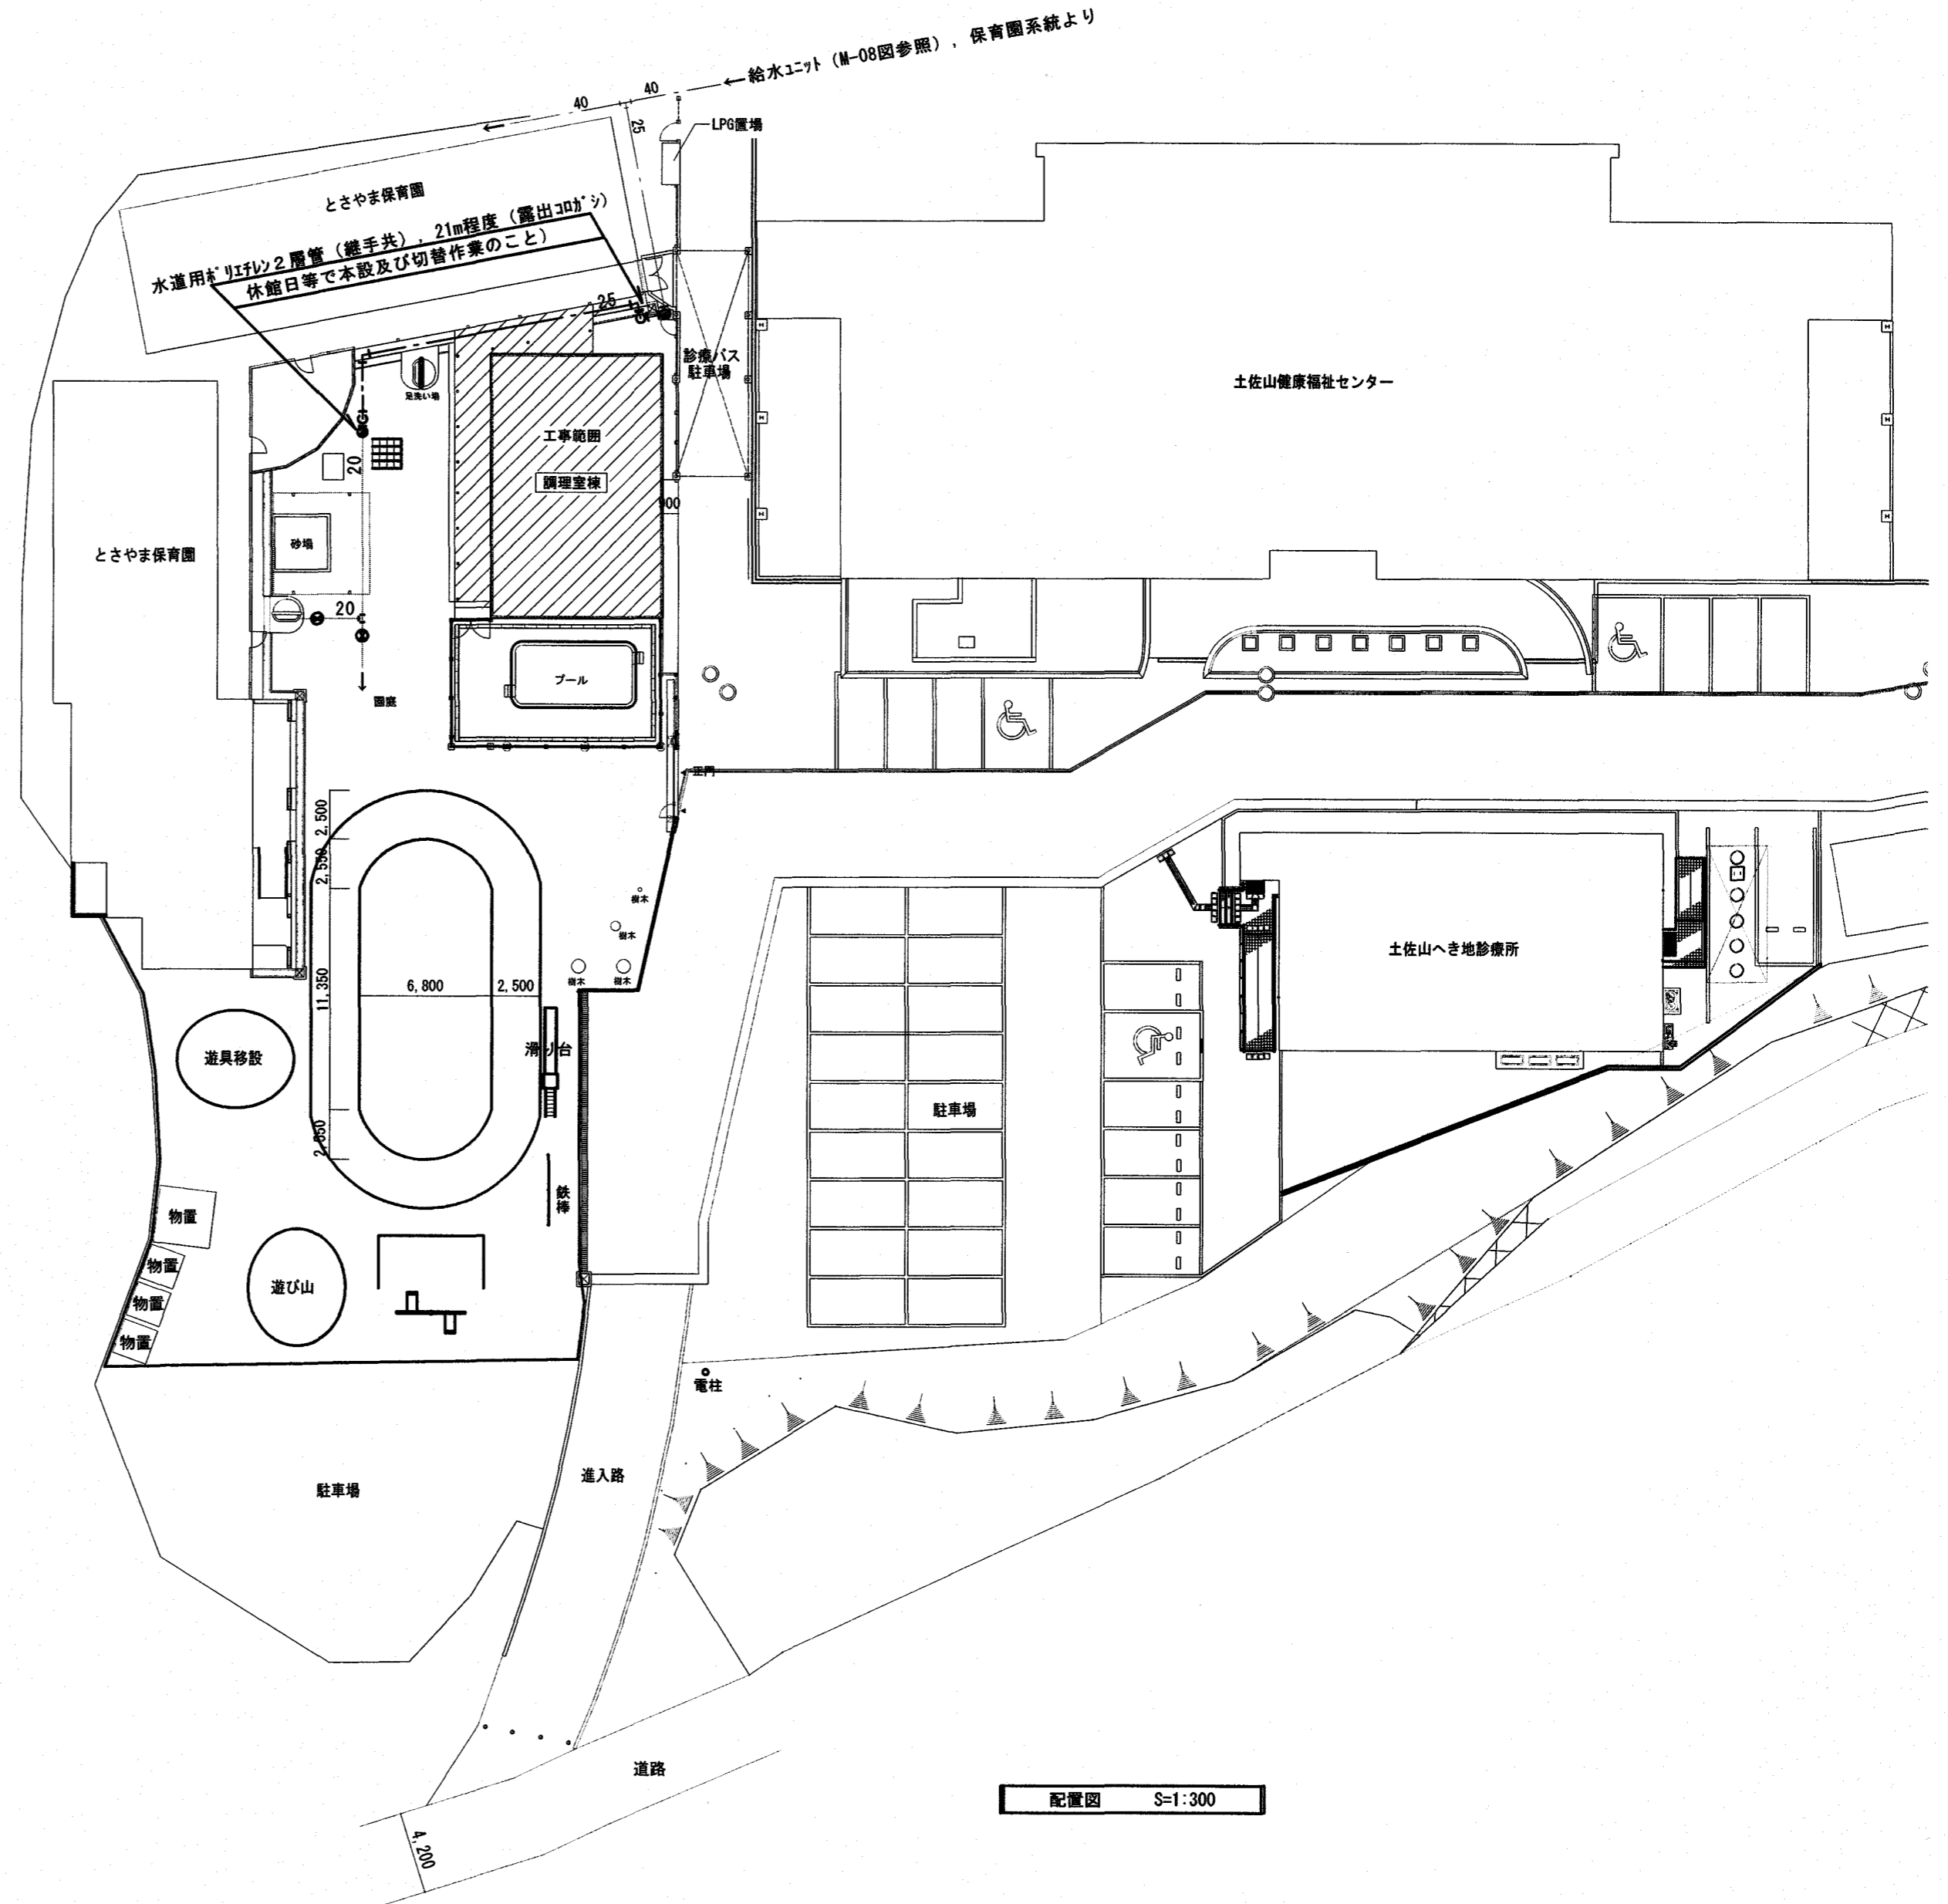 ←給水ﾕﾆｯﾄ（M-08図参照）, 保育園系統より
40
40
25
LPG置場
とさやま保育園
水道用ﾎﾟﾘｴﾁﾚﾝ２層管（継手共）, 21m程度（露出ｺﾛｶﾞｼ）
休館日等で本設及び切替作業のこと）
25
診療バス
駐車場
土佐山健康福祉センター
足洗い場
工事範囲
調理室棟
20
900
とさやま保育園
砂場
20
プール
園庭
正門
2,500
2,550
樹木
樹木
樹木
樹木
土佐山へき地診療所
11,350
6,800
2,500
滑り台
遊具移設
駐車場
2,550
鉄棒
物置
物置
物置
物置
遊び山
電柱
進入路
駐車場
道路
配置図 S=1:300
4,200